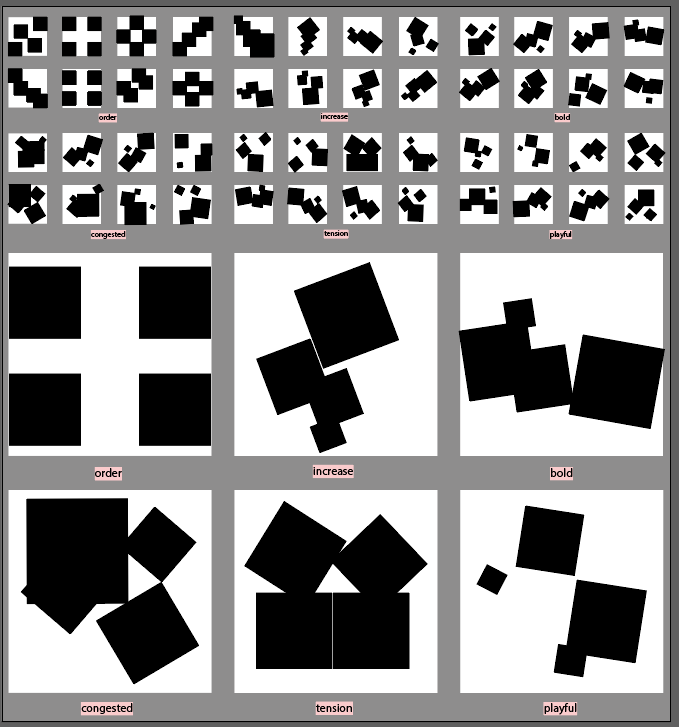 order
increase
bold
congested
tension
playful
order
increase
bold
congested
tension
playful